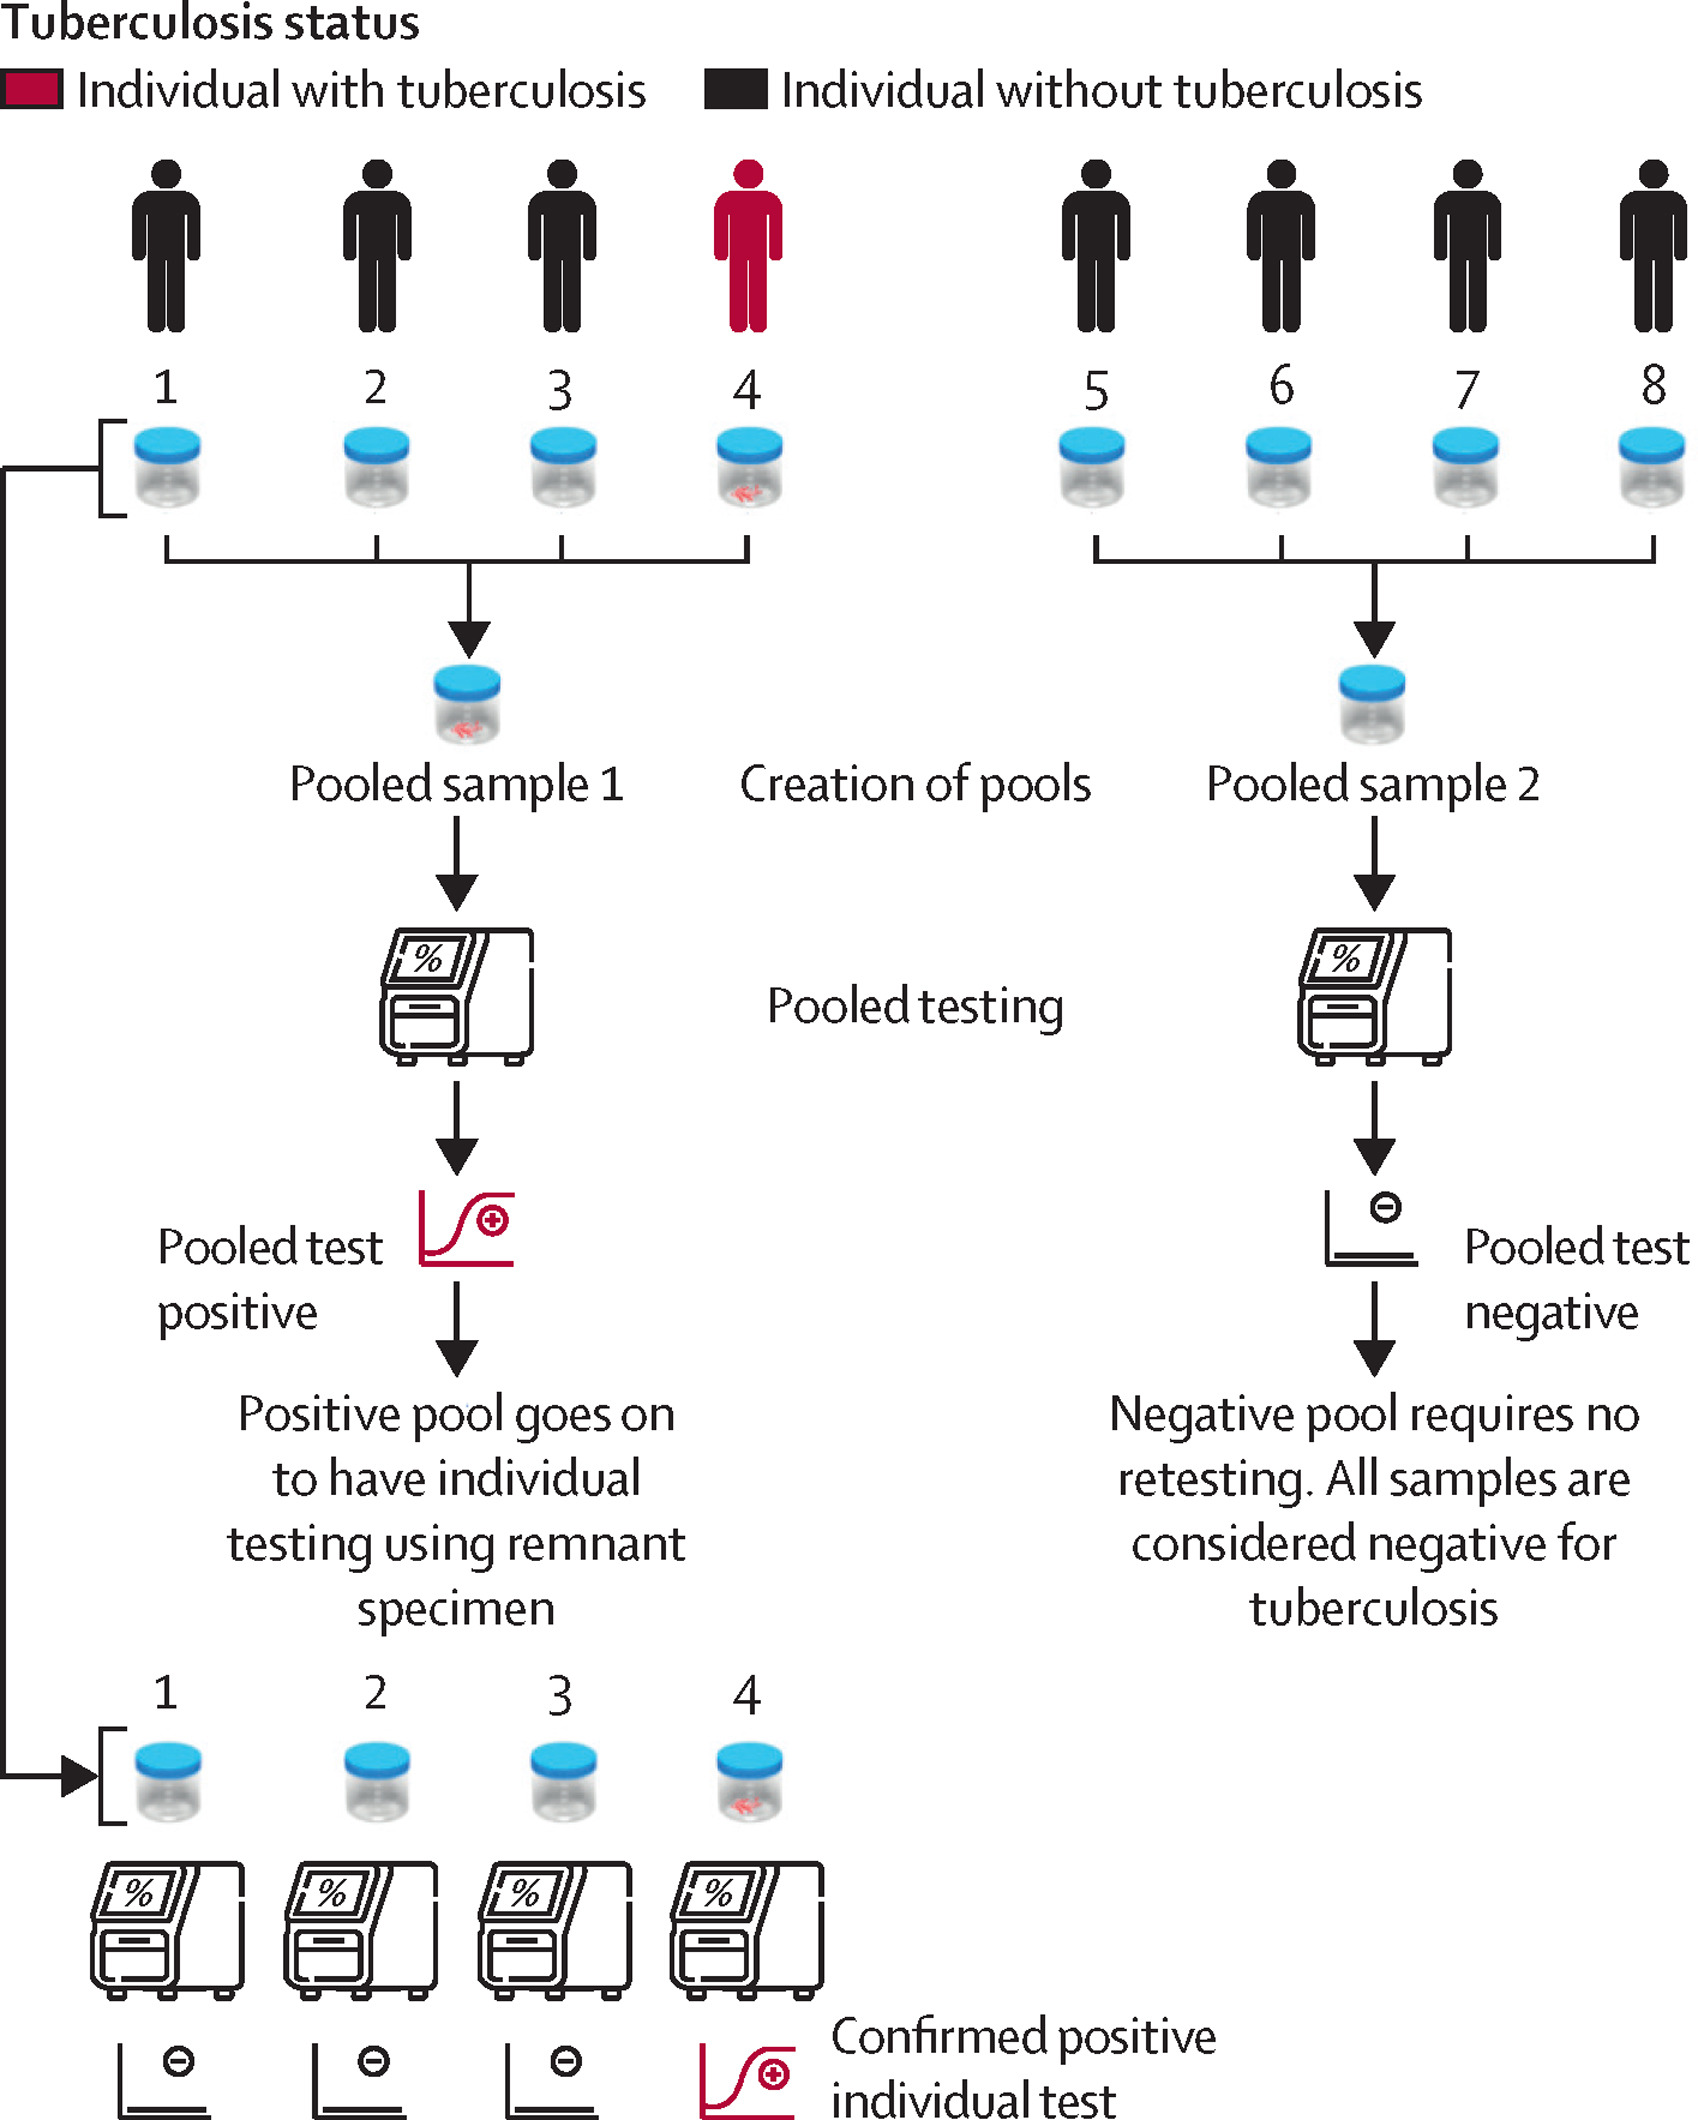 Tuberculosis status
Individual with tuberculosis
Individual without tuberculosis
1 2 3 4 5 6 7 8
Pooled sample 1
Creation of pools
Pooled sample 2
%
Pooled testing
%
Pooled test
positive
Pooled test
negative
Positive pool goes on
to have individual
testing using remnant
specimen
Negative pool requires no
retesting. All samples are
considered negative for
tuberculosis
1 2 3 4
% % % %
Confirmed positive
individual test